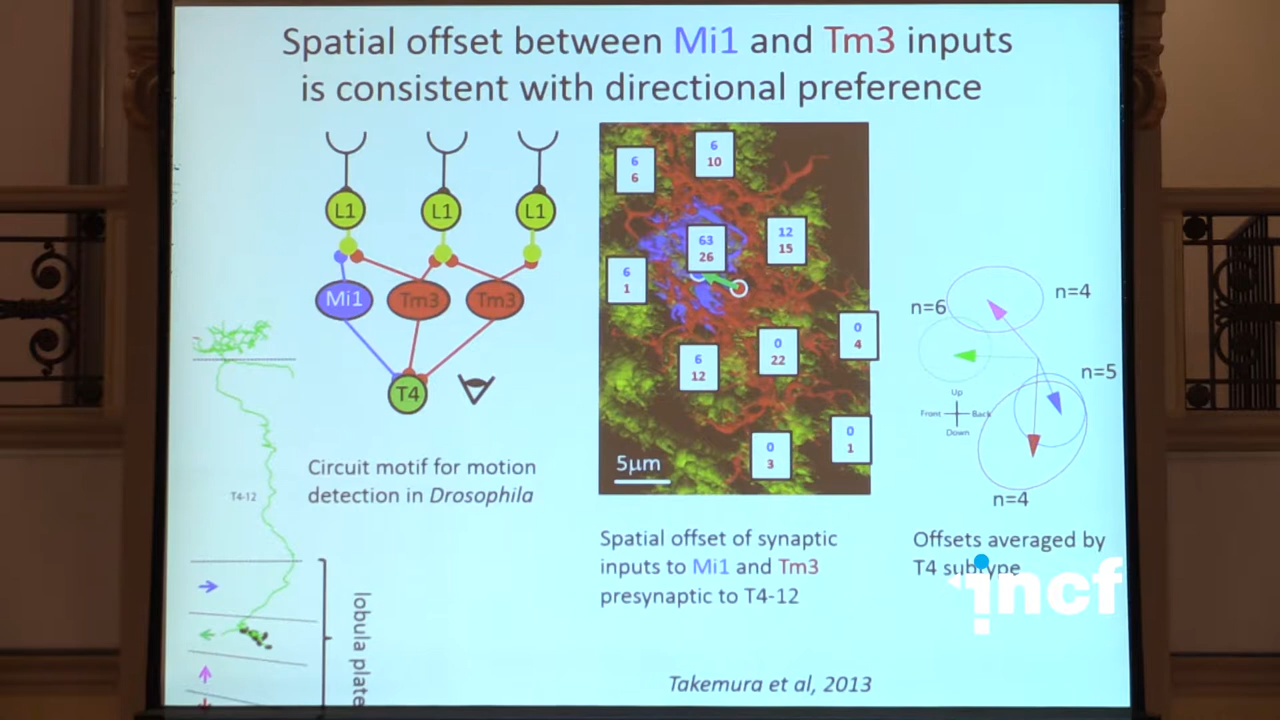 Spatial offset between Mi1 and Tm3 inputs
is consistent with directional preference
L1
L1
L1
Mi1
Tm3
Tm3
T4
Circuit motif for motion
detection in Drosophila
T4-12
lobula plate
6
6
6
10
63
26
12
15
6
1
0
4
0
22
6
12
0
1
0
3
5µm
Spatial offset of synaptic
inputs to Mi1 and Tm3
presynaptic to T4-12
n=4
n=6
n=5
Up
Front
Back
Down
n=4
Offsets averaged by
T4 subtype
incf
Takemura et al, 2013